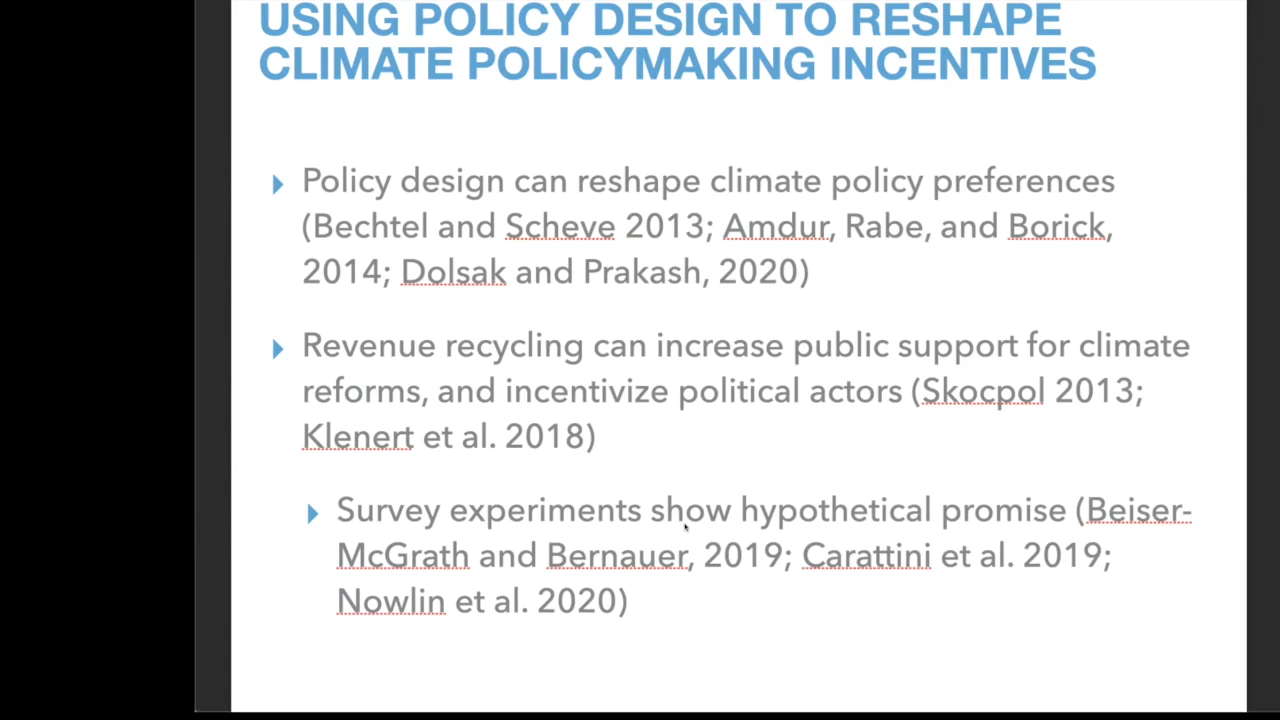 USING POLICY DESIGN TO RESHAPE
CLIMATE POLICYMAKING INCENTIVES
Policy design can reshape climate policy preferences
(Bechtel and Scheve 2013; Amdur, Rabe, and Borick,
2014; Dolsak and Prakash, 2020)
Revenue recycling can increase public support for climate
reforms, and incentivize political actors (Skocpol 2013;
Klenert et al. 2018)
Survey experiments show hypothetical promise (Beiser-
McGrath and Bernauer, 2019; Carattini et al. 2019;
Nowlin et al. 2020)